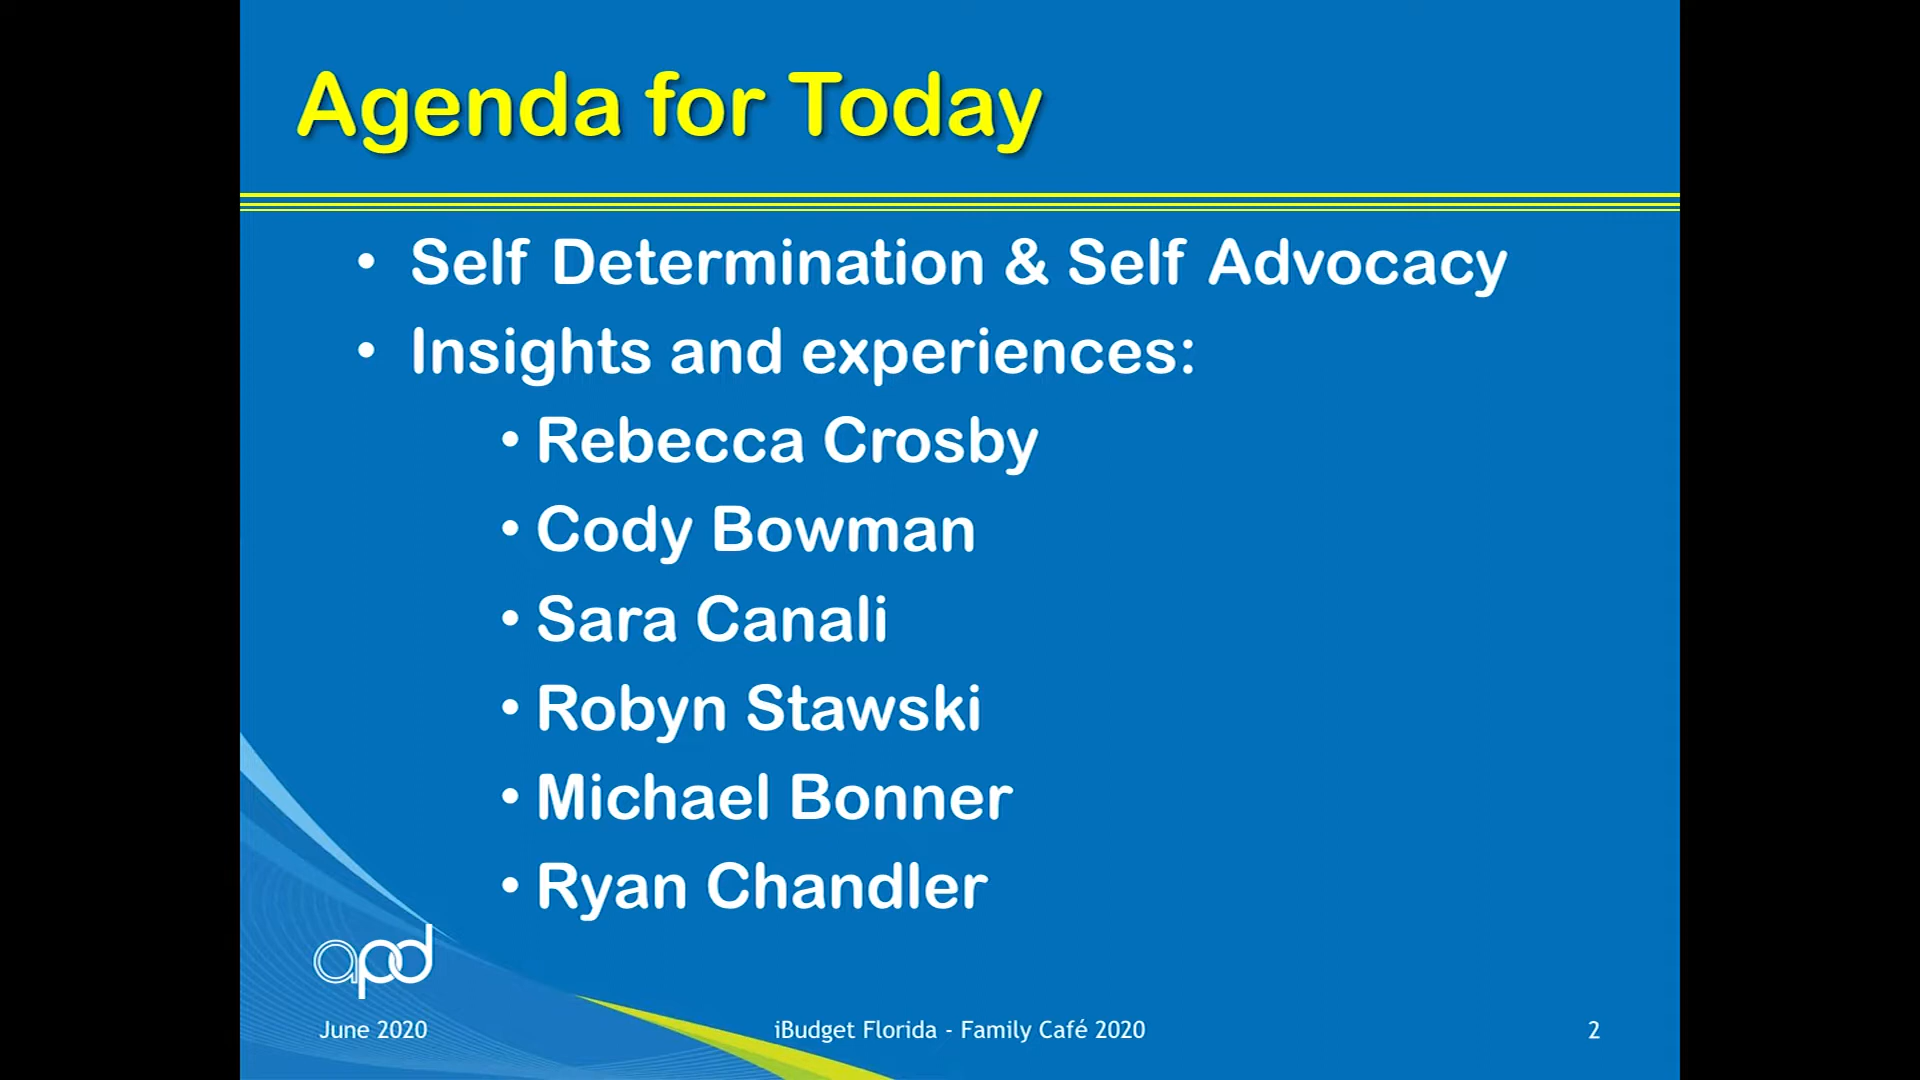 Agenda for Today
• Self Determination & Self Advocacy
• Insights and experiences:
• Rebecca Crosby
• Cody Bowman
• Sara Canali
• Robyn Stawski
• Michael Bonner
• Ryan Chandler
apd
June 2020
iBudget Florida - Family Café 2020
2